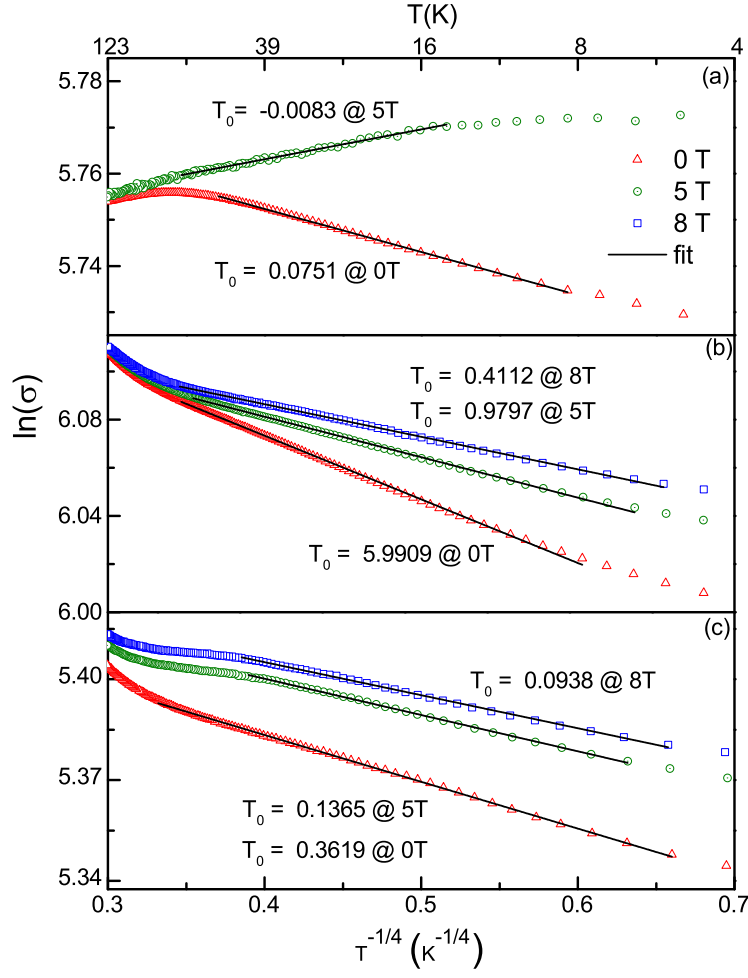 T(K)
123 39 16 8 4
(a)
5.78
T0= -0.0083 @ 5T
0 T
5 T
8 T
fit
5.76
5.74
T0 = 0.0751 @ 0T
(b)
T0 = 0.4112 @ 8T
T0 = 0.9797 @ 5T
6.08
6.04
T0 = 5.9909 @ 0T
6.00
ln(σ)
(c)
5.40
T0 = 0.0938 @ 8T
5.37
T0 = 0.1365 @ 5T
T0 = 0.3619 @ 0T
5.34
0.3 0.4 0.5 0.6 0.7
T-1/4 (K-1/4)